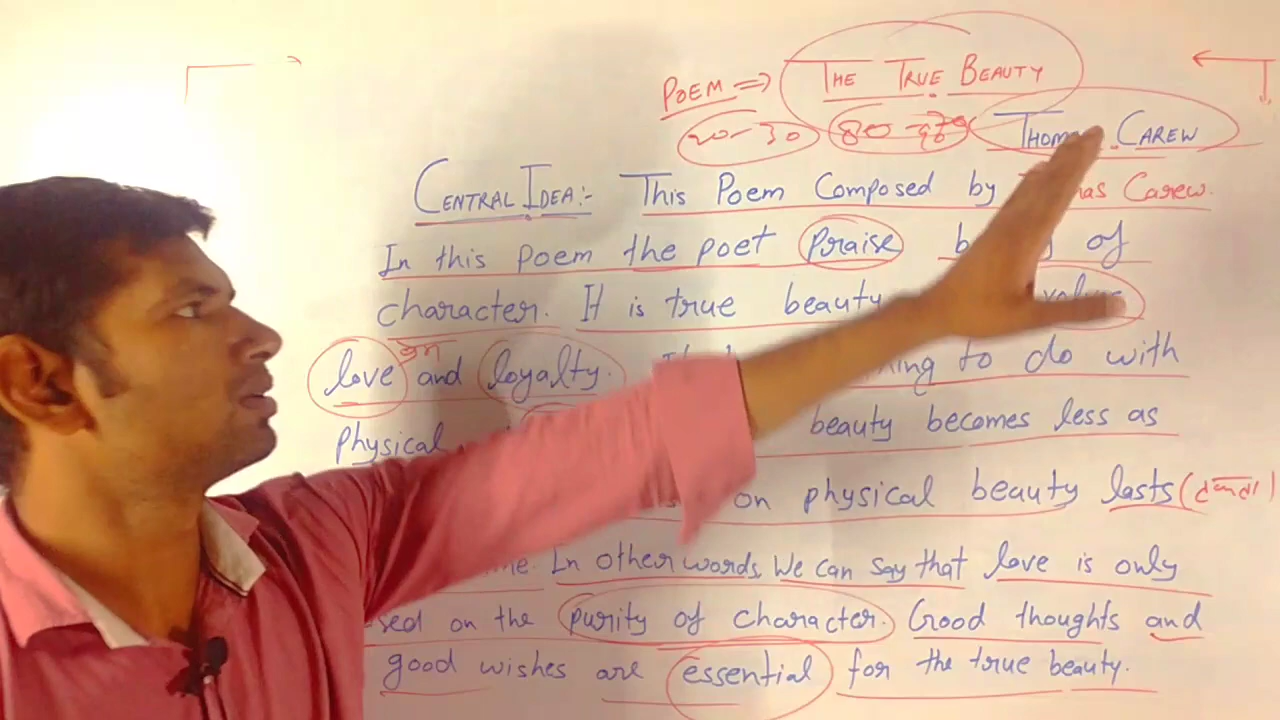 POEM => THE TRUE BEAUTY
20-30 80 THOMAS CAREW
CENTRAL IDEA:- This Poem Composed by Carew.
In this poem the poet praise of
character. It is true beauty
love and loyalty. to do with
physical beauty becomes less as
on physical beauty lasts (
In other words, We can say that love is only
on the purity of character. Good thoughts and
good wishes are essential for the true beauty.